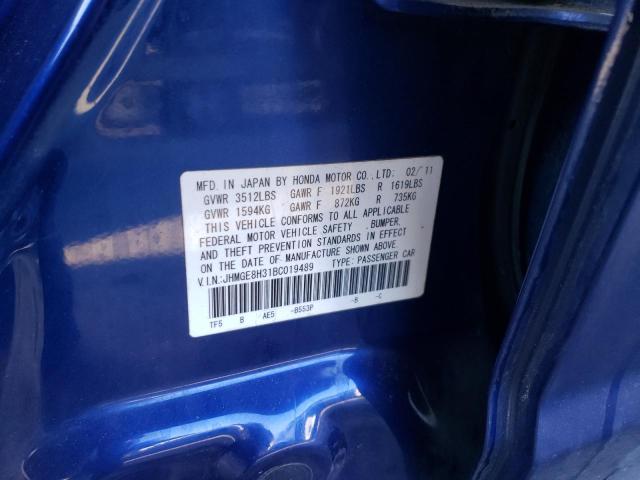 MFD. IN JAPAN BY HONDA MOTOR CO., LTD: 02/11
GVWR 3512LBS GAWR F 1921LBS R 1619LBS
GVWR 1594KG GAWR F 872KG R 735KG
THIS VEHICLE CONFORMS TO ALL APPLICABLE
FEDERAL MOTOR VEHICLE SAFETY , BUMPER,
AND THEFT PREVENTION STANDARDS IN EFFECT
ON THE DATE OF MANUFACTURE SHOWN ABOVE.
V.I.N.:JHMGE8H31BC019489 TYPE: PASSENGER CAR
TF5 B AE5 -B553P -B -C